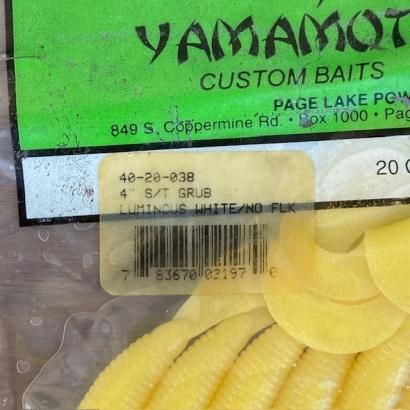 YAMAMOT
CUSTOM BAITS
PAGE LAKE POW
849 S. Coppermine Rd. • Box 1000 • Pag
20 C
40-20-038
4" S/T GRUB
LUMINOUS WHITE/NO FLK
7 83670 02197 0